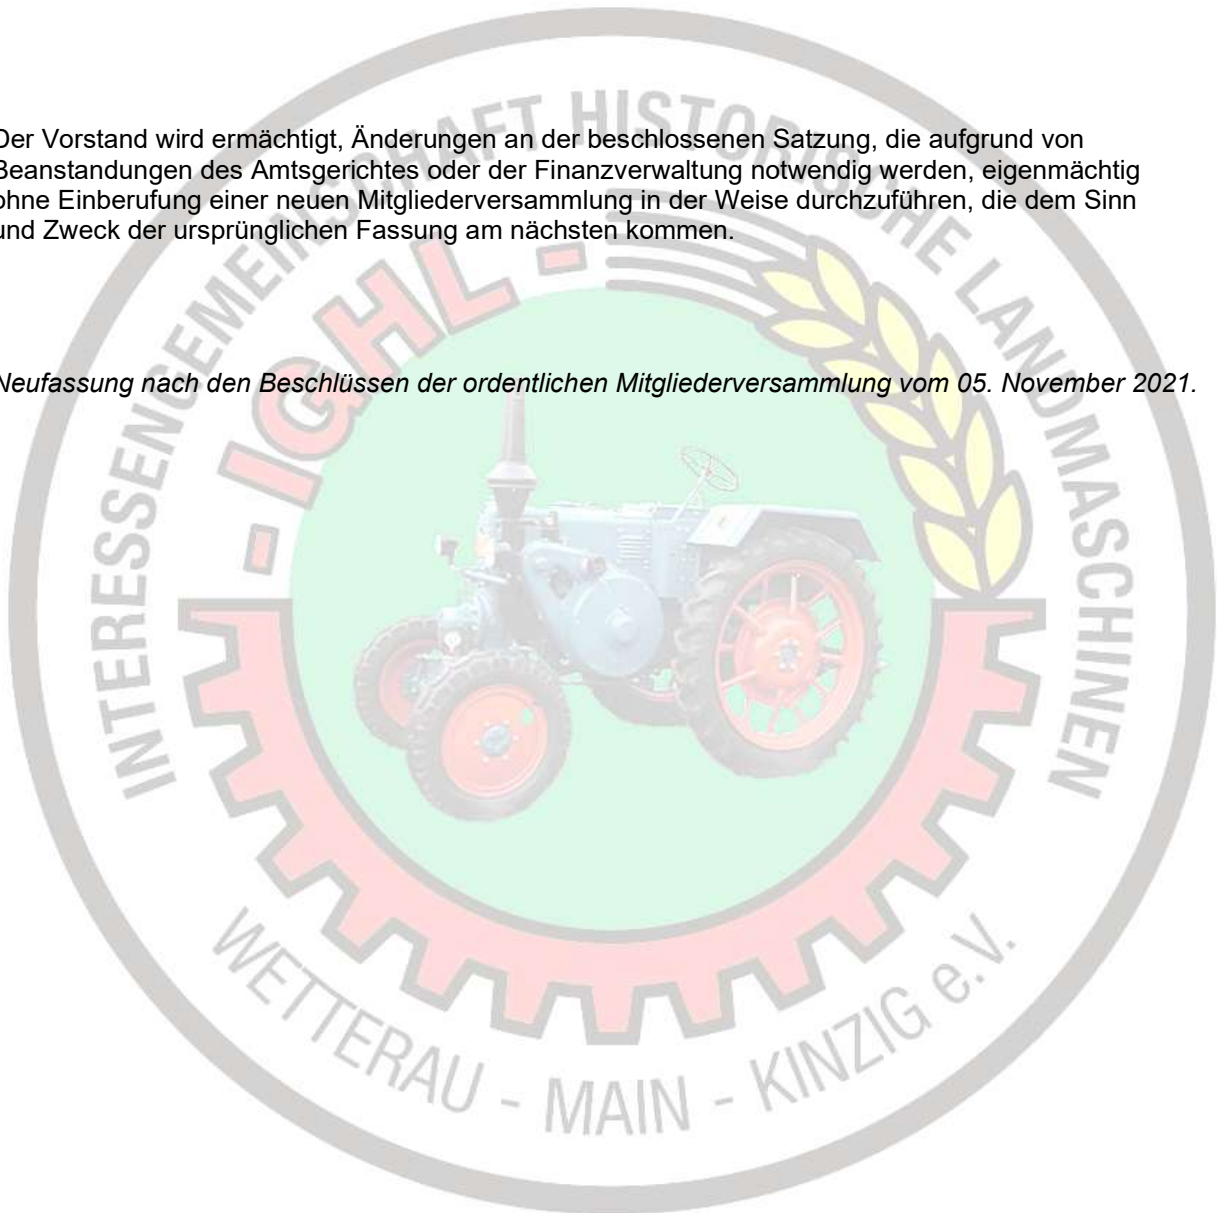 Der Vorstand wird ermächtigt, Änderungen an der beschlossenen Satzung, die aufgrund von
Beanstandungen des Amtsgerichtes oder der Finanzverwaltung notwendig werden, eigenmächtig
ohne Einberufung einer neuen Mitgliederversammlung in der Weise durchzuführen, die dem Sinn
und Zweck der ursprünglichen Fassung am nächsten kommen.
Neufassung nach den Beschlüssen der ordentlichen Mitgliederversammlung vom 05. November 2021.
INTERESSENGEMEINSCHAFT HISTORISCHE LANDMASCHINEN
- IGHL -
WETTERAU - MAIN - KINZIG e.V.